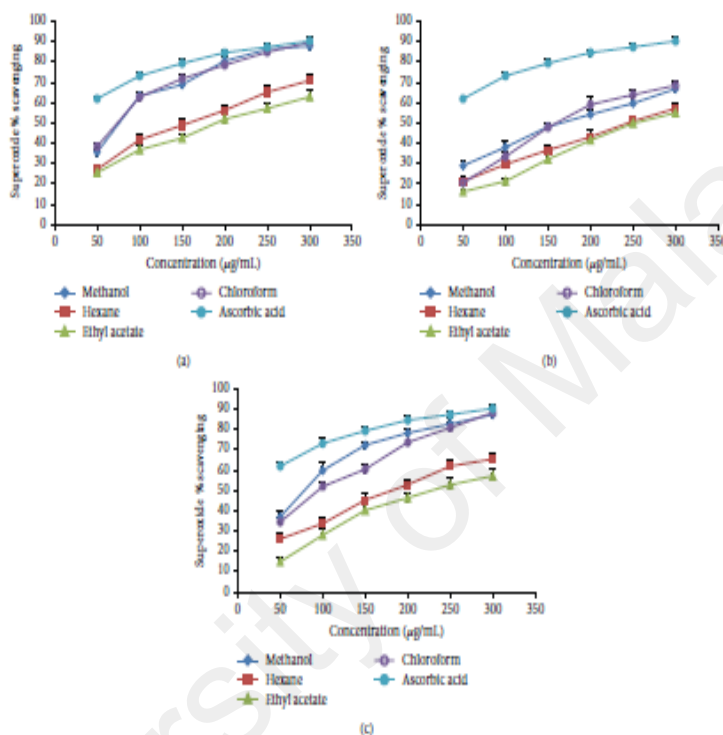 100
90
80
70
60
50
40
30
20
10
0
Superoxide % scavenging
0 50 100 150 200 250 300 350
Concentration (μg/mL)
Methanol
Hexane
Ethyl acetate
Chloroform
Ascorbic acid
(a)
100
90
80
70
60
50
40
30
20
10
0
Superoxide % scavenging
0 50 100 150 200 250 300 350
Concentration (μg/mL)
Methanol
Hexane
Ethyl acetate
Chloroform
Ascorbic acid
(b)
100
90
80
70
60
50
40
30
20
10
0
Superoxide % scavenging
0 50 100 150 200 250 300 350
Concentration (μg/mL)
Methanol
Hexane
Ethyl acetate
Chloroform
Ascorbic acid
(c)
of Mala